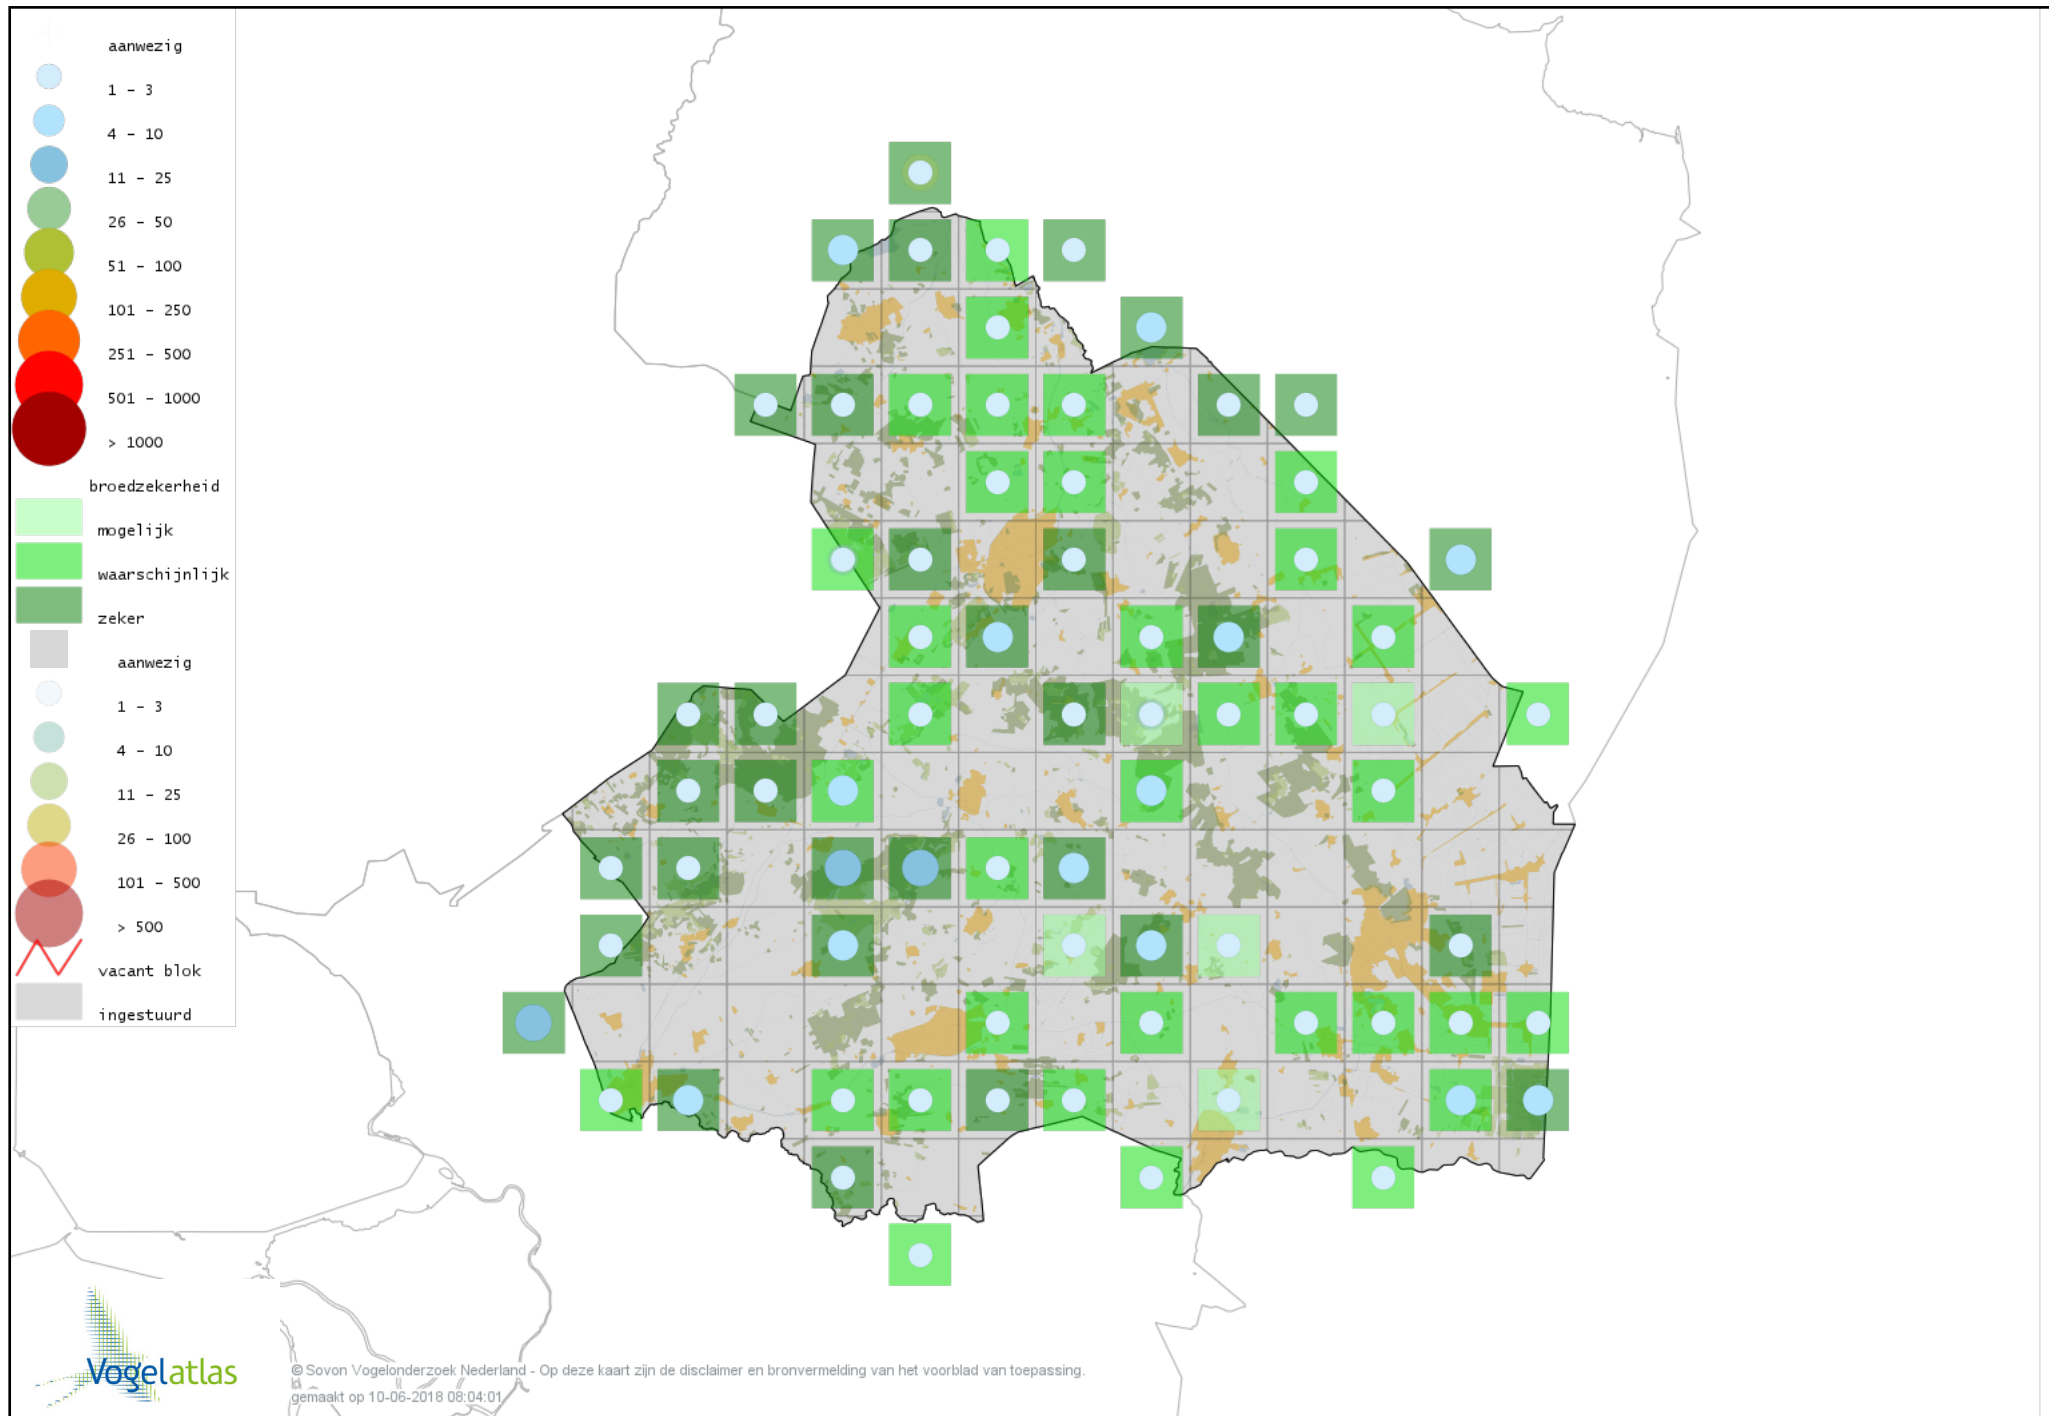 aanwezig
1 - 3
4 - 10
11 - 25
26 - 50
51 - 100
101 - 250
251 - 500
501 - 1000
> 1000
broedzekerheid
mogelijk
waarschijnlijk
zeker
aanwezig
1 - 3
4 - 10
11 - 25
26 - 100
101 - 500
> 500
vacant blok
ingestuurd
Vogelatlas
© Sovon Vogelonderzoek Nederland - Op deze kaart zijn de disclaimer en bronvermelding van het voorblad van toepassing.
gemaakt op 10-06-2018 08:04:01